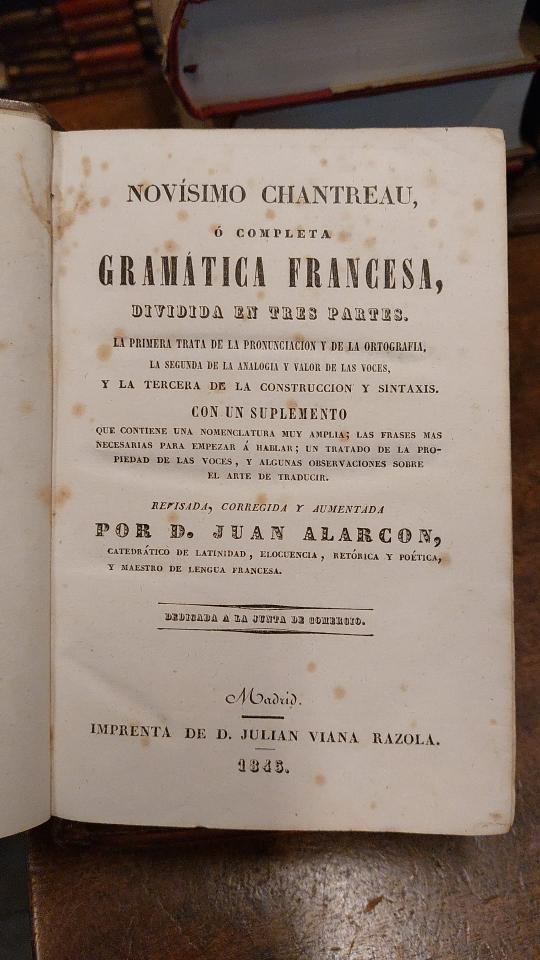 NOVÍSIMO CHANTREAU,
Ó COMPLETA
GRAMÁTICA FRANCESA,
DIVIDIDA EN TRES PARTES.
LA PRIMERA TRATA DE LA PRONUNCIACION Y DE LA ORTOGRAFIA,
LA SEGUNDA DE LA ANALOGIA Y VALOR DE LAS VOCES,
Y LA TERCERA DE LA CONSTRUCCION Y SINTAXIS.
CON UN SUPLEMENTO
QUE CONTIENE UNA NOMENCLATURA MUY AMPLIA; LAS FRASES MAS
NECESARIAS PARA EMPEZAR Á HABLAR; UN TRATADO DE LA PRO-
PIEDAD DE LAS VOCES, Y ALGUNAS OBSERVACIONES SOBRE
EL ARTE DE TRADUCIR.
REVISADA, CORREGIDA Y AUMENTADA
POR D. JUAN ALARCON,
CATEDRÁTICO DE LATINIDAD, ELOCUENCIA, RETÓRICA Y POÉTICA,
Y MAESTRO DE LENGUA FRANCESA.
DEDICADA A LA JUNTA DE COMERCIO.
Madrid.
IMPRENTA DE D. JULIAN VIANA RAZOLA.
1845.